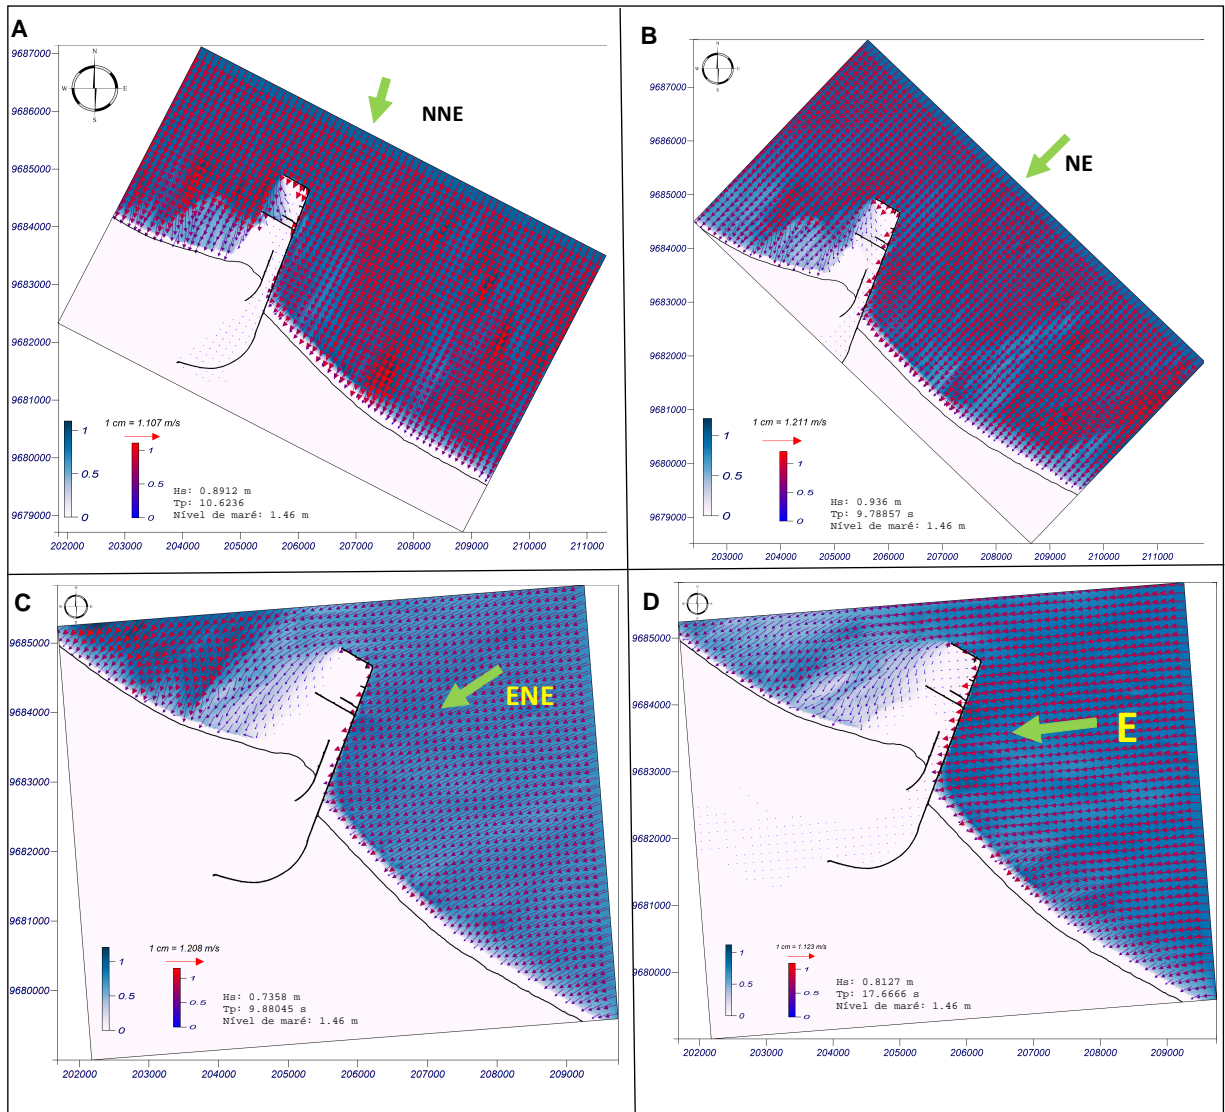 A
9687000
9686000
9685000
9684000
9683000
9682000
9681000
9680000
9679000
N
W E
S
NNE
1 cm = 1.107 m/s
1
0.5
0
1
0.5
0
Hs: 0.8912 m
Tp: 10.6236
Nível de maré: 1.46 m
202000 203000 204000 205000 206000 207000 208000 209000 210000 211000
B
9687000
9686000
9685000
9684000
9683000
9682000
9681000
9680000
9679000
N
W E
S
NE
1 cm = 1.211 m/s
1
0.5
0
1
0.5
0
Hs: 0.936 m
Tp: 9.78857 s
Nível de maré: 1.46 m
203000 204000 205000 206000 207000 208000 209000 210000 211000
C
9685000
9684000
9683000
9682000
9681000
9680000
ENE
1 cm = 1.208 m/s
1
0.5
0
1
0.5
0
Hs: 0.7358 m
Tp: 9.88045 s
Nível de maré: 1.46 m
202000 203000 204000 205000 206000 207000 208000 209000
D
9685000
9684000
9683000
9682000
9681000
9680000
E
1 cm = 1.123 m/s
1
0.5
0
1
0.5
0
Hs: 0.8127 m
Tp: 17.6666 s
Nível de maré: 1.46 m
202000 203000 204000 205000 206000 207000 208000 209000